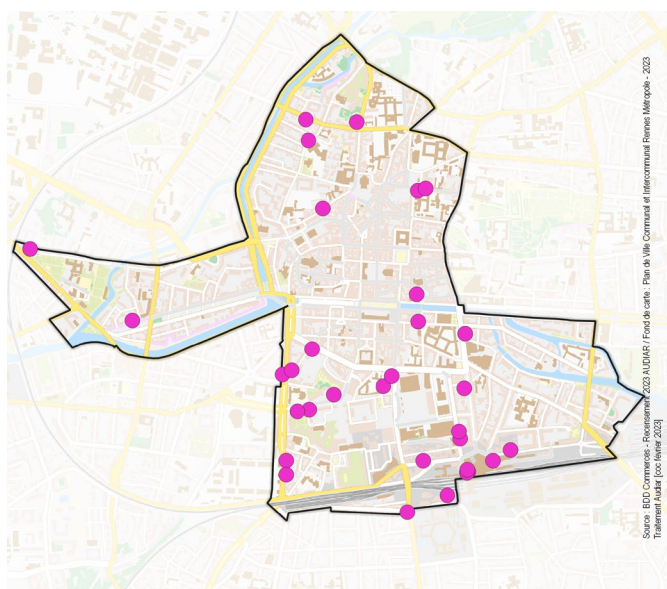 Source : BDD Commerces - Recensement 2023 AUDIAR / Fond de carte : Plan de Ville Communal et Intercommunal Rennes Métropole - 2023
Traitement Audiar [coc février 2023]